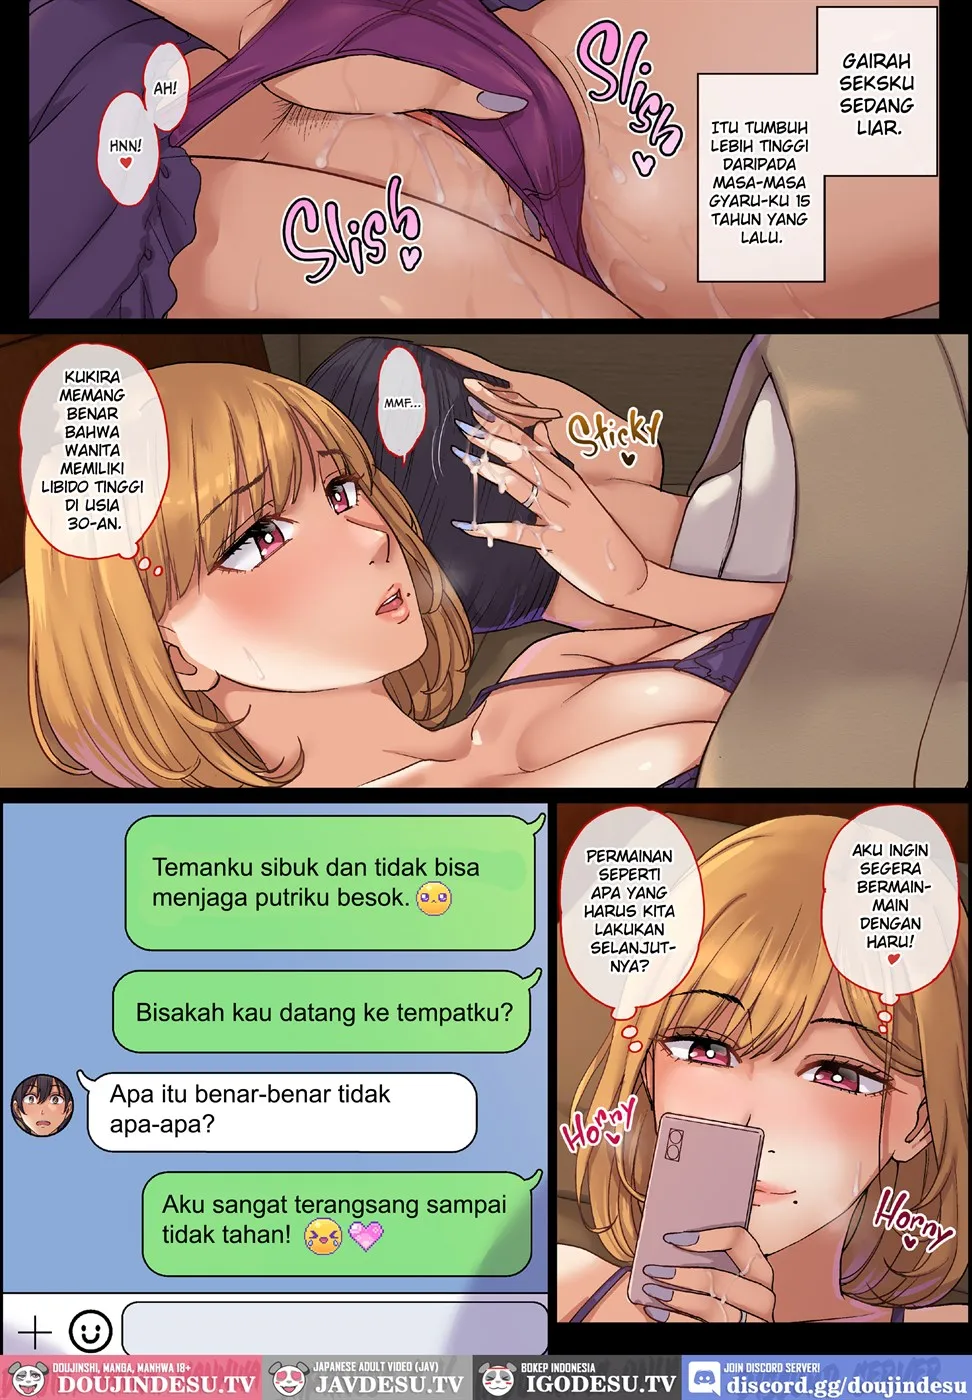 GAIRAH
SEKSKU
SEDANG
LIAR.
ITU TUMBUH
LEBIH TINGGI
DARIPADA
MASA-MASA
GYARU-KU 15
TAHUN YANG
LALU.
AH!
HNN!
Slish
Slish
KUKIRA
MEMANG
BENAR
BAHWA
WANITA
MEMILIKI
LIBIDO TINGGI
DI USIA
30-AN.
MMF...
Sticky
Temanku sibuk dan tidak bisa
menjaga putriku besok.
Bisakah kau datang ke tempatku?
Apa itu benar-benar tidak
apa-apa?
Aku sangat terangsang sampai
tidak tahan!
AKU INGIN
SEGERA
BERMAIN-
MAIN
DENGAN
HARU!
PERMAINAN
SEPERTI
APA YANG
HARUS KITA
LAKUKAN
SELANJUT-
NYA?
Horny
Horny
DOUJINSHI, MANGA, MANHWA 18+
DOUJINDESU.TV
JAPANESE ADULT VIDEO (JAV)
JAVDESU.TV
BOKEP INDONESIA
IGODESU.TV
JOIN DISCORD SERVER!
discord.gg/doujindesu